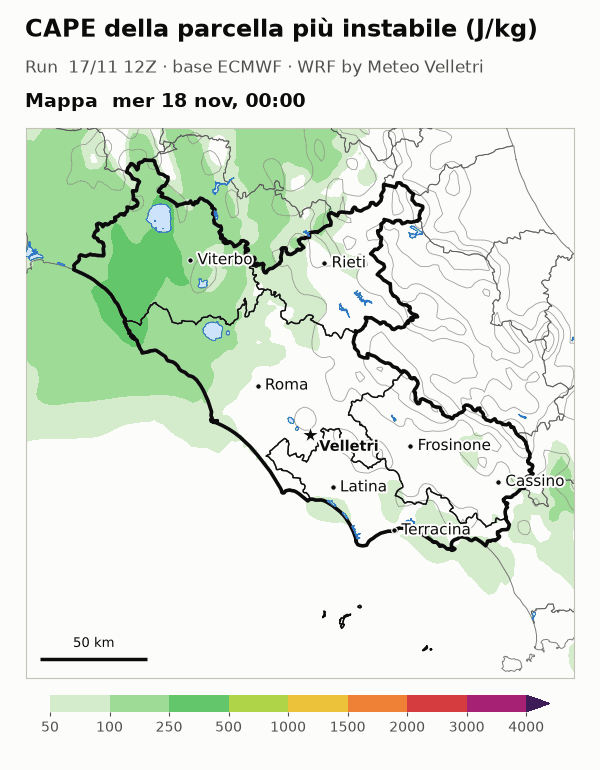 CAPE della parcella più instabile (J/kg)
Run  17/11 12Z · base ECMWF · WRF by Meteo Velletri
Mappa  mer 18 nov, 00:00
Viterbo
Rieti
Roma
Velletri
Frosinone
Cassino
Latina
Terracina
50 km
50 100 250 500 1000 1500 2000 3000 4000